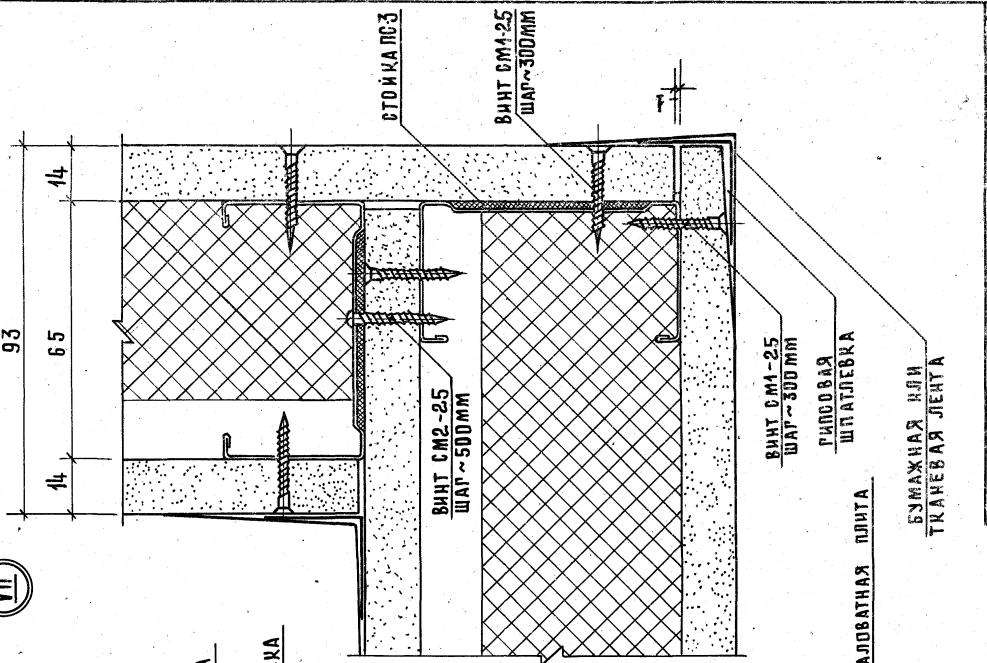 93
14
65
14
VII
СТОЙКА ПС-3
ВИНТ СМ1-25
ШАГ~300ММ
ВИНТ СМ2-25
ШАГ~500ММ
ВИНТ СМ1-25
ШАГ~300ММ
ГИПСОВАЯ
ШПАТЛЕВКА
БУМАЖНАЯ ИЛИ
ТКАНЕВАЯ ЛЕНТА
АЛОВАТНАЯ ПЛИТА
КА
А